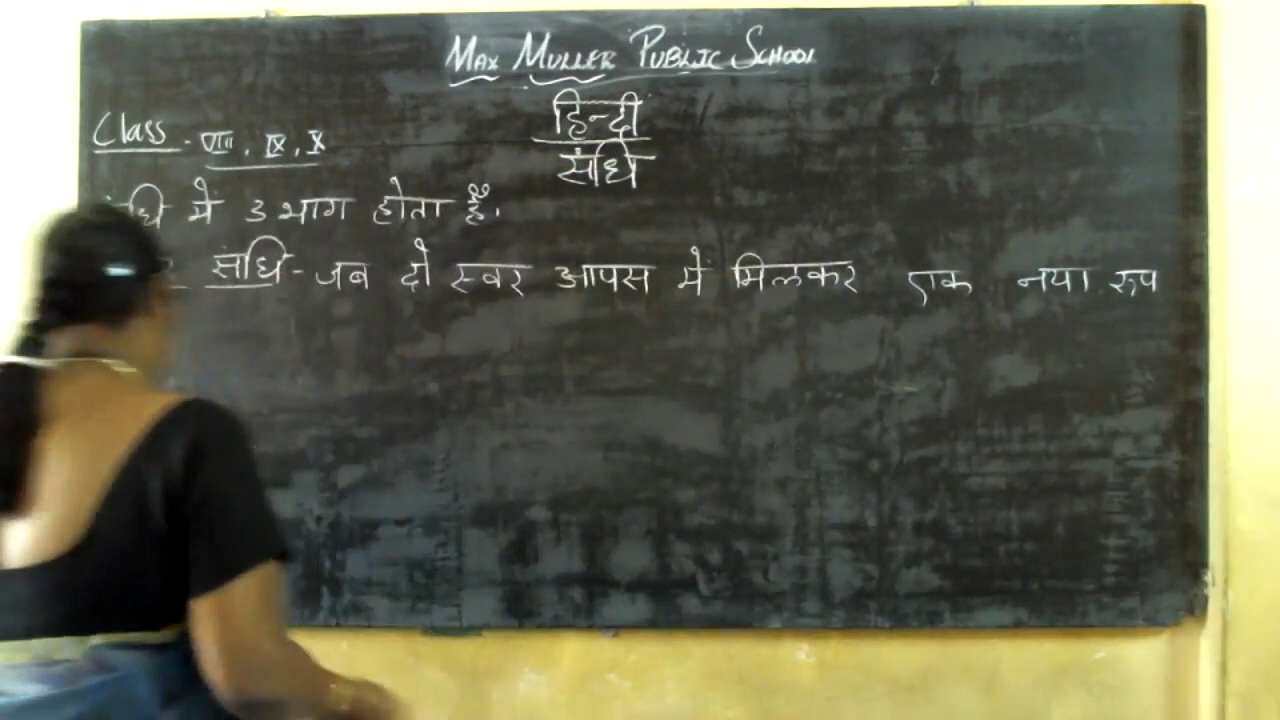 MAX MULLER PUBLIC SCHOOL
हिन्दी
Class - VIII, IX, X
संधि
में 3 भाग होता है.
संधि - जब दो स्वर आपस में मिलकर एक नया रुप